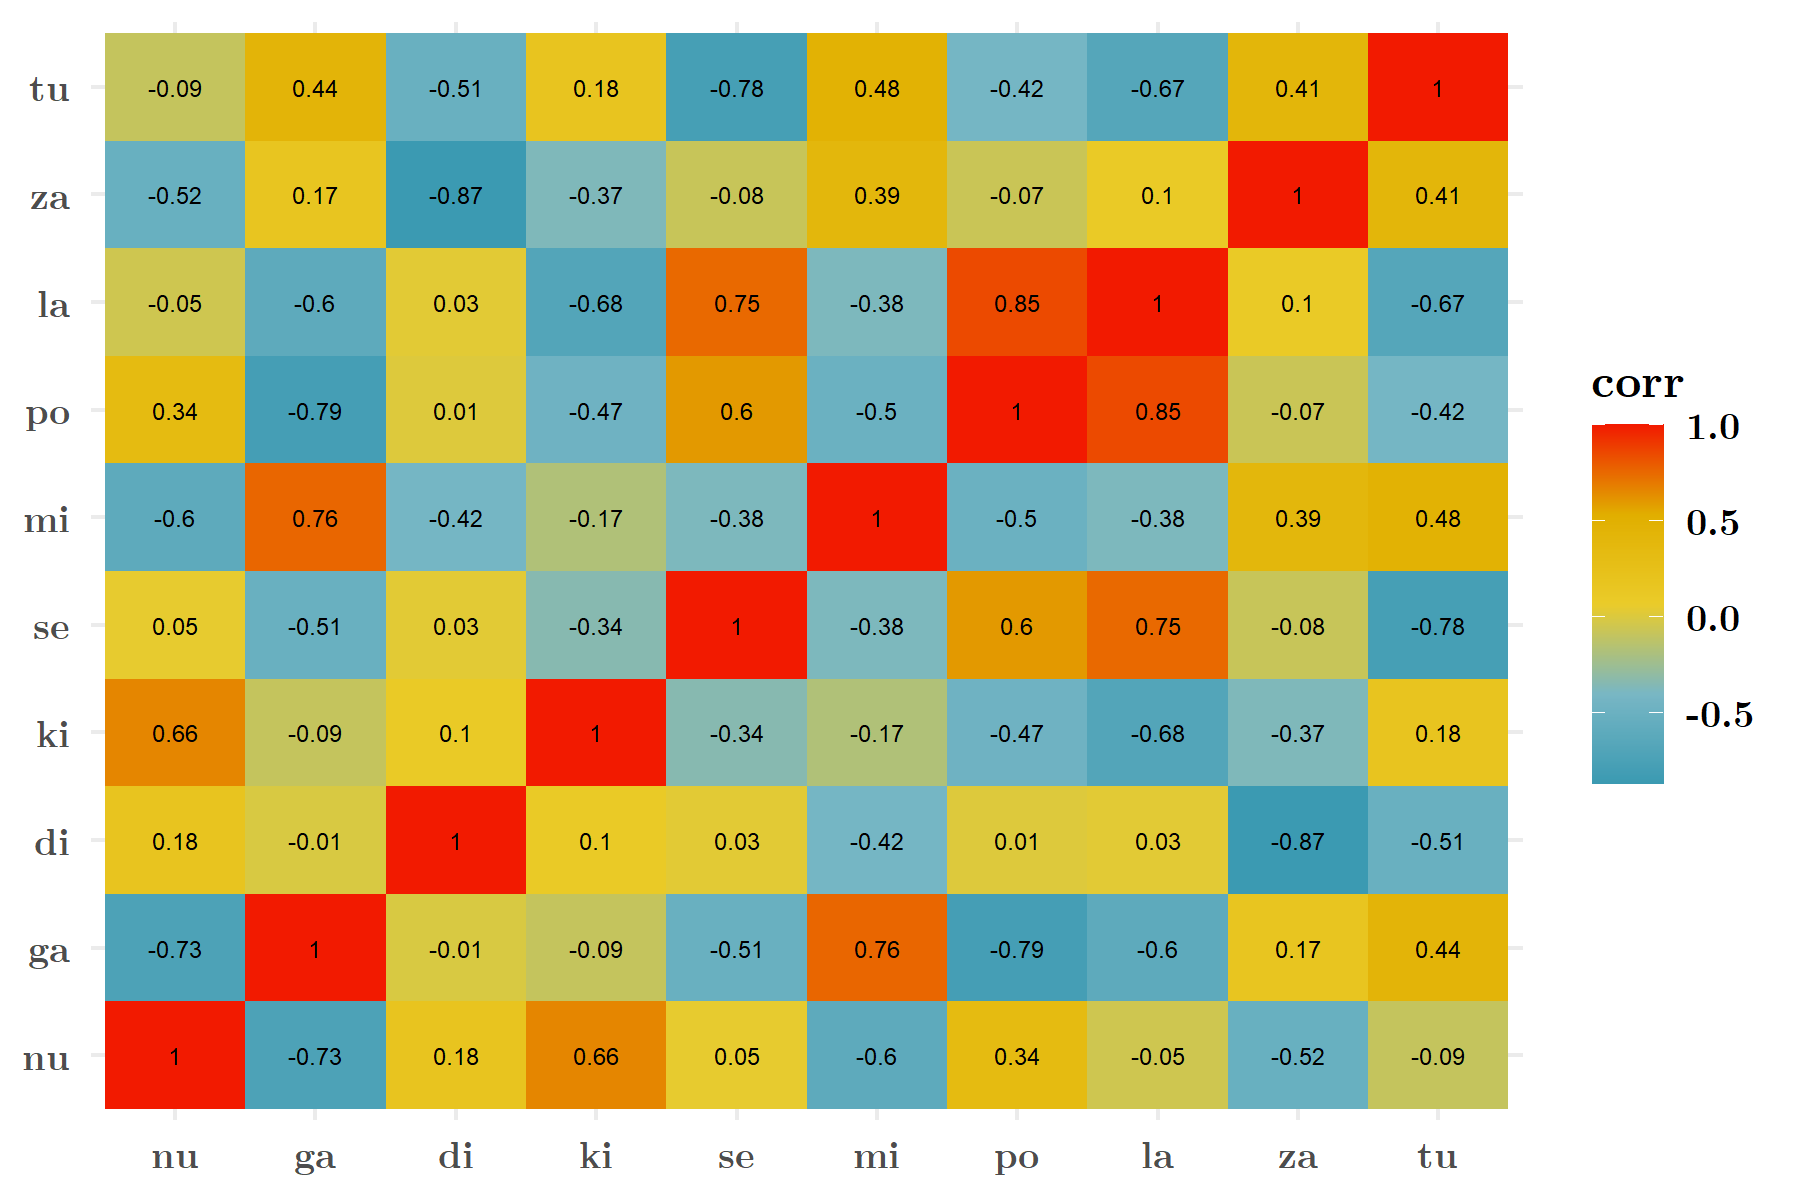 tu -0.09 0.44 -0.51 0.18 -0.78 0.48 -0.42 -0.67 0.41 1
za -0.52 0.17 -0.87 -0.37 -0.08 0.39 -0.07 0.1 1 0.41
la -0.05 -0.6 0.03 -0.68 0.75 -0.38 0.85 1 0.1 -0.67
po 0.34 -0.79 0.01 -0.47 0.6 -0.5 1 0.85 -0.07 -0.42
mi -0.6 0.76 -0.42 -0.17 -0.38 1 -0.5 -0.38 0.39 0.48
se 0.05 -0.51 0.03 -0.34 1 -0.38 0.6 0.75 -0.08 -0.78
ki 0.66 -0.09 0.1 1 -0.34 -0.17 -0.47 -0.68 -0.37 0.18
di 0.18 -0.01 1 0.1 0.03 -0.42 0.01 0.03 -0.87 -0.51
ga -0.73 1 -0.01 -0.09 -0.51 0.76 -0.79 -0.6 0.17 0.44
nu 1 -0.73 0.18 0.66 0.05 -0.6 0.34 -0.05 -0.52 -0.09
nu ga di ki se mi po la za tu
corr
1.0
0.5
0.0
-0.5